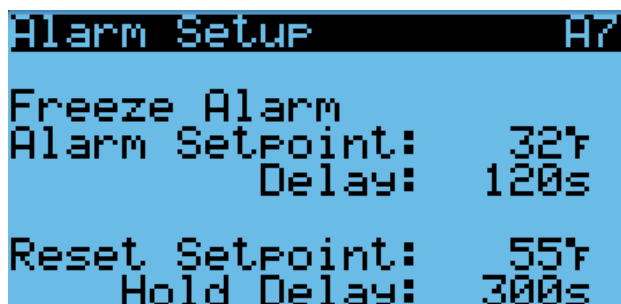 Alarm Setup A7
Freeze Alarm
Alarm Setpoint: 32°F
Delay: 120s
Reset Setpoint: 55°F
Hold Delay: 300s